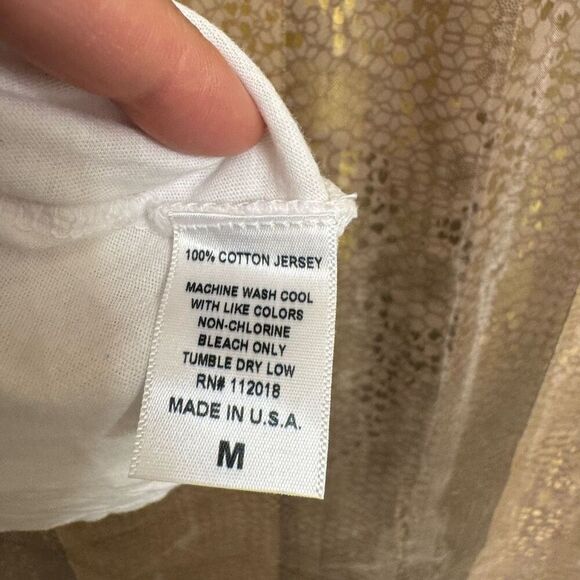 100% COTTON JERSEY
MACHINE WASH COOL
WITH LIKE COLORS
NON-CHLORINE
BLEACH ONLY
TUMBLE DRY LOW
RN# 112018
MADE IN U.S.A.
M